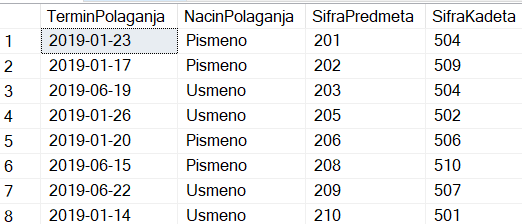 TerminPolaganja NacinPolaganja SifraPredmeta SifraKadeta
1 2019-01-23 Pismeno 201 504
2 2019-01-17 Pismeno 202 509
3 2019-06-19 Usmeno 203 504
4 2019-01-26 Usmeno 205 502
5 2019-01-20 Pismeno 206 506
6 2019-06-15 Pismeno 208 510
7 2019-06-22 Usmeno 209 507
8 2019-01-14 Usmeno 210 501